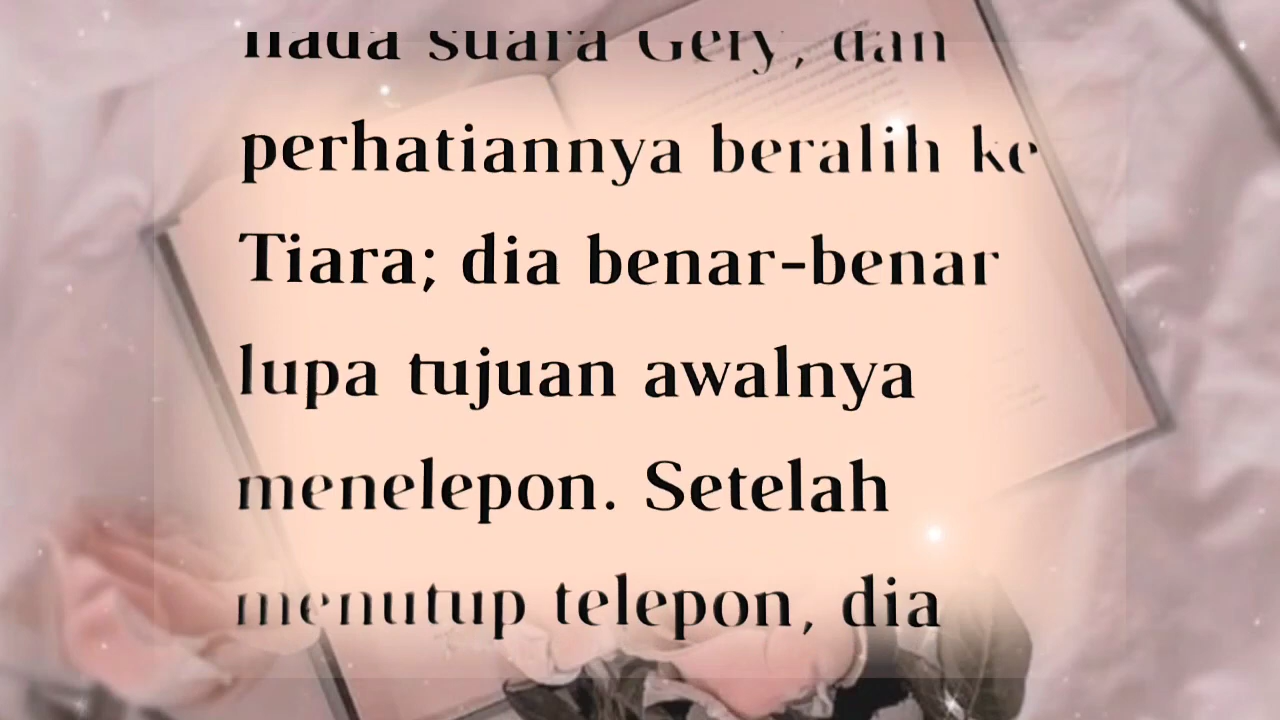 nada suara Gery, dan
perhatiannya beralih ke
Tiara; dia benar-benar
lupa tujuan awalnya
menelepon. Setelah
menutup telepon, dia